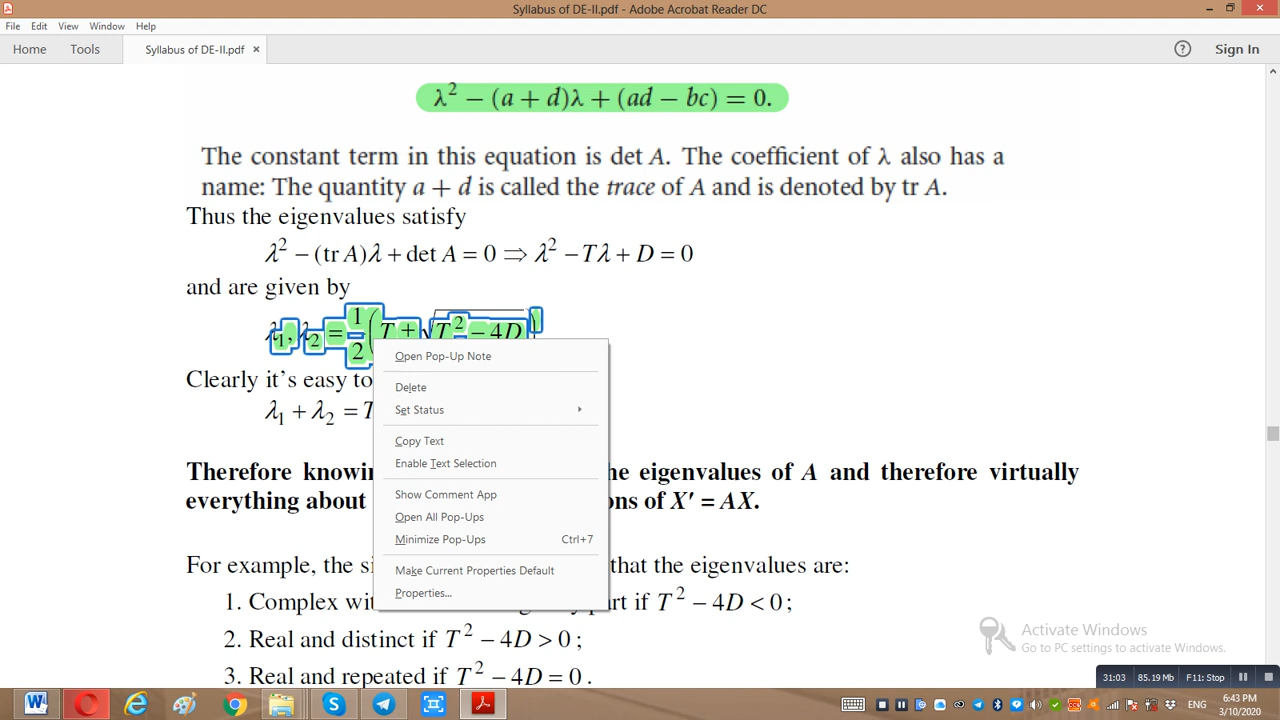 Syllabus of DE-II.pdf - Adobe Acrobat Reader DC
File Edit View Window Help
Home Tools Syllabus of DE-II.pdf × ? Sign In
λ² − (a + d)λ + (ad − bc) = 0.
The constant term in this equation is det A. The coefficient of λ also has a
name: The quantity a + d is called the trace of A and is denoted by tr A.
Thus the eigenvalues satisfy
λ² − (tr A)λ + det A = 0 ⇒ λ² − Tλ + D = 0
and are given by
λ₁, λ₂ = 1/2 (T + √(T² − 4D))
Clearly it's easy to
λ₁ + λ₂ = T
Therefore the eigenvalues of A and therefore virtually
everything about ons of X′ = AX.
For example, the that the eigenvalues are:
1. Complex T² − 4D < 0 ;
2. Real and distinct if T² − 4D > 0 ;
3. Real and repeated if T² − 4D = 0 .
Open Pop-Up Note
Delete
Set Status
Copy Text
Enable Text Selection
Show Comment App
Open All Pop-Ups
Minimize Pop-Ups Ctrl+7
Make Current Properties Default
Properties...
Activate Windows
Go to PC settings to activate Windows.
31:03 85.19 Mb F11: Stop
ENG
6:43 PM
3/10/2020